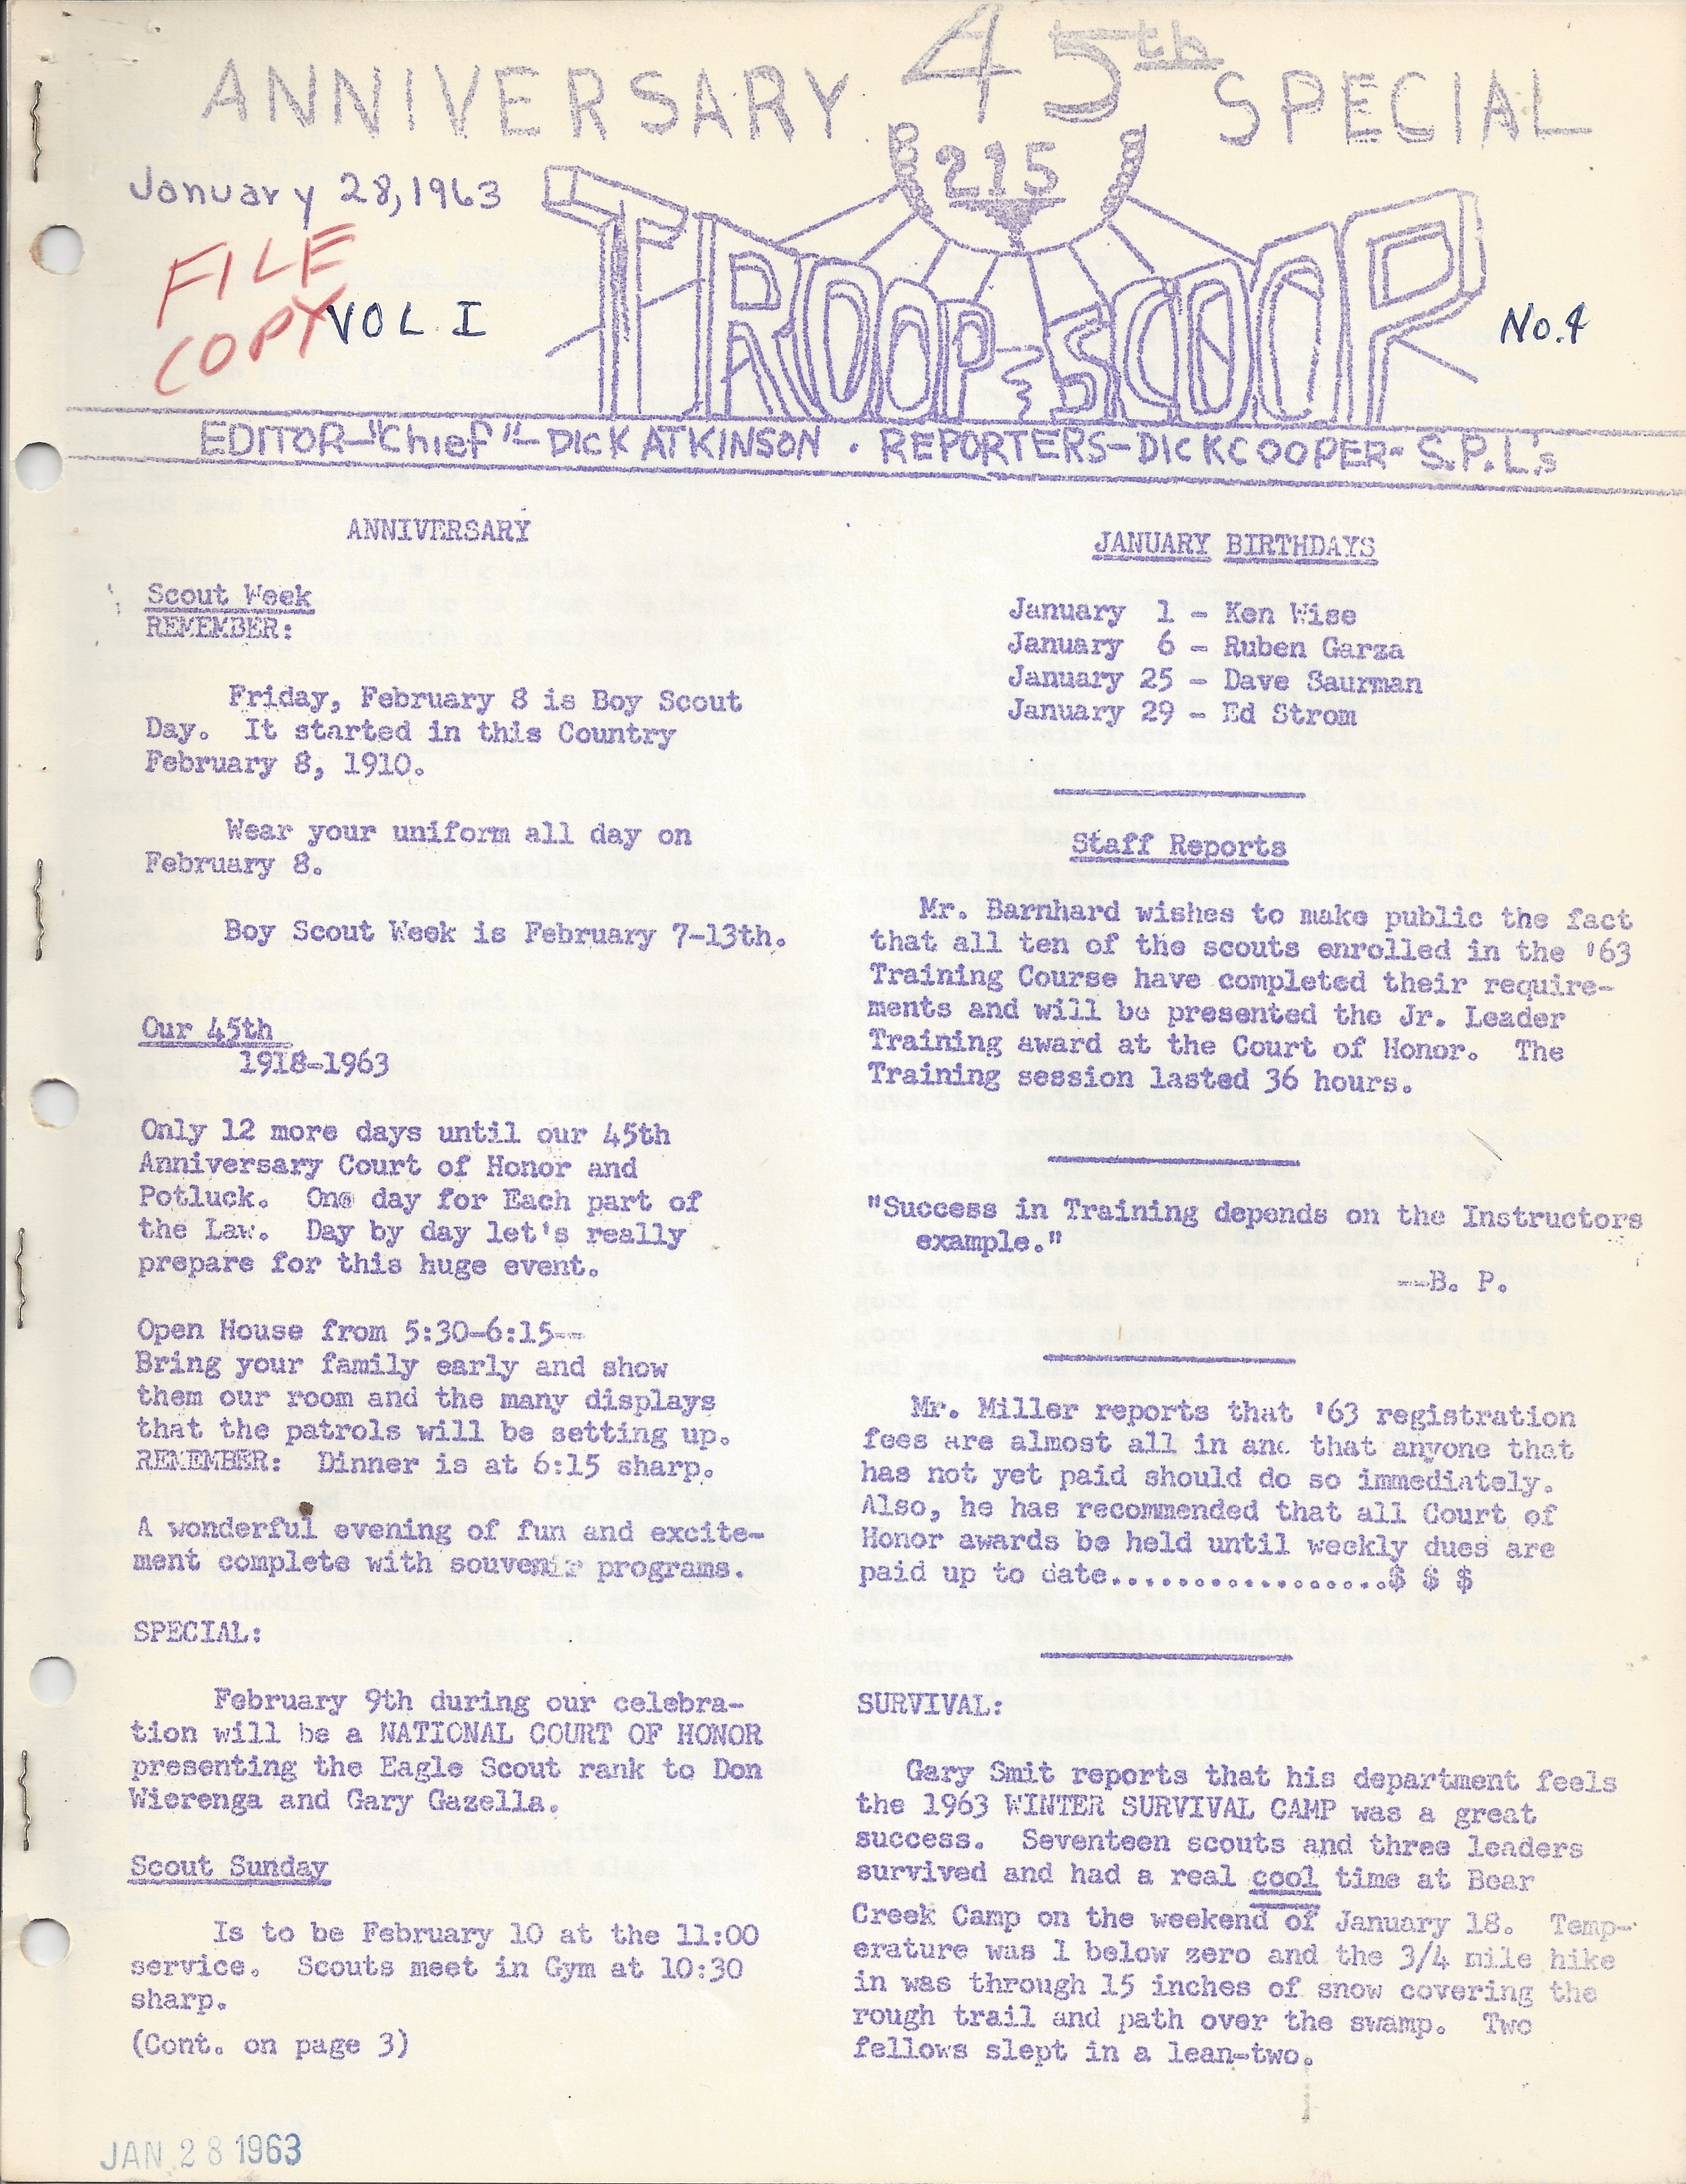 ANNIVERSARY 45th SPECIAL
January 28, 1963
215
TROOP SCOOP
FILE
COPY
VOL. I
No. 4
EDITOR-"Chief"-DICK ATKINSON . REPORTERS-DICK COOPER- S.P.L.'s
ANNIVERSARY
Scout Week
REMEMBER:
Friday, February 8 is Boy Scout
Day. It started in this Country
February 8, 1910.
Wear your uniform all day on
February 8.
Boy Scout Week is February 7-13th.
Our 45th
1918-1963
Only 12 more days until our 45th
Anniversary Court of Honor and
Potluck. One day for Each part of
the Law. Day by day let's really
prepare for this huge event.
Open House from 5:30-6:15--
Bring your family early and show
them our room and the many displays
that the patrols will be setting up.
REMEMBER: Dinner is at 6:15 sharp.
A wonderful evening of fun and excite-
ment complete with souvenir programs.
SPECIAL:
February 9th during our celebra-
tion will be a NATIONAL COURT OF HONOR
presenting the Eagle Scout rank to Don
Wierenga and Gary Gazella.
Scout Sunday
Is to be February 10 at the 11:00
service. Scouts meet in Gym at 10:30
sharp.
(Cont. on page 3)
JANUARY BIRTHDAYS
January 1 - Ken Wise
January 6 - Ruben Garza
January 25 - Dave Saurman
January 29 - Ed Strom
Staff Reports
Mr. Barnhard wishes to make public the fact
that all ten of the scouts enrolled in the '63
Training Course have completed their require-
ments and will be presented the Jr. Leader
Training award at the Court of Honor. The
Training session lasted 36 hours.
"Success in Training depends on the Instructors
example."
--B. P.
Mr. Miller reports that '63 registration
fees are almost all in and that anyone that
has not yet paid should do so immediately.
Also, he has recommended that all Court of
Honor awards be held until weekly dues are
paid up to date.................$ $ $
SURVIVAL:
Gary Smit reports that his department feels
the 1963 WINTER SURVIVAL CAMP was a great
success. Seventeen scouts and three leaders
survived and had a real cool time at Bear
Creek Camp on the weekend of January 18. Temp-
erature was 1 below zero and the 3/4 mile hike
in was through 15 inches of snow covering the
rough trail and path over the swamp. Two
fellows slept in a lean-two.
JAN 28 1963